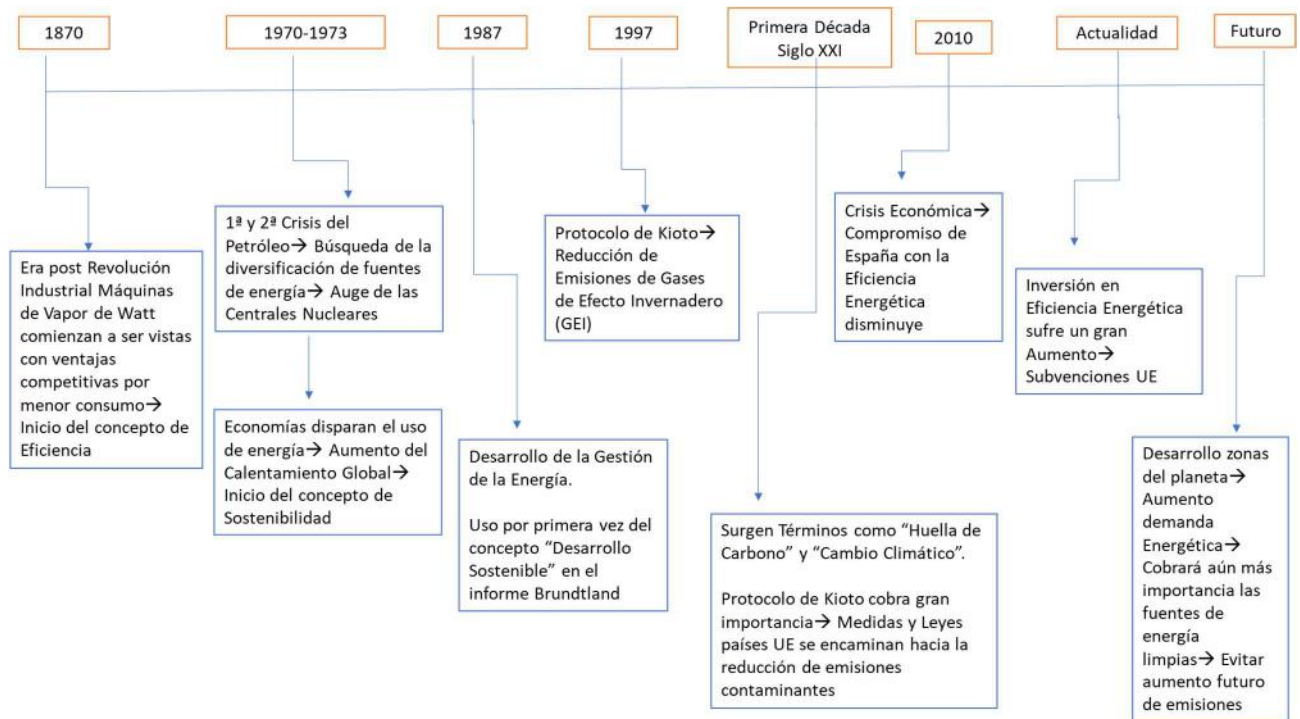 1870
1970-1973
1987
1997
Primera Década
Siglo XXI
2010
Actualidad
Futuro
Era post Revolución
Industrial Máquinas
de Vapor de Watt
comienzan a ser vistas
con ventajas
competitivas por
menor consumo→
Inicio del concepto de
Eficiencia
1ª y 2ª Crisis del
Petróleo→ Búsqueda de la
diversificación de fuentes
de energía→ Auge de las
Centrales Nucleares
Economías disparan el uso
de energía→ Aumento del
Calentamiento Global→
Inicio del concepto de
Sostenibilidad
Desarrollo de la Gestión
de la Energía.
Uso por primera vez del
concepto “Desarrollo
Sostenible” en el
informe Brundtland
Protocolo de Kioto→
Reducción de
Emisiones de Gases
de Efecto Invernadero
(GEI)
Surgen Términos como “Huella de
Carbono” y “Cambio Climático”.
Protocolo de Kioto cobra gran
importancia→ Medidas y Leyes
países UE se encaminan hacia la
reducción de emisiones
contaminantes
Crisis Económica→
Compromiso de
España con la
Eficiencia
Energética
disminuye
Inversión en
Eficiencia Energética
sufre un gran
Aumento→
Subvenciones UE
Desarrollo zonas
del planeta→
Aumento
demanda
Energética→
Cobrará aún más
importancia las
fuentes de
energía
limpias→ Evitar
aumento futuro
de emisiones